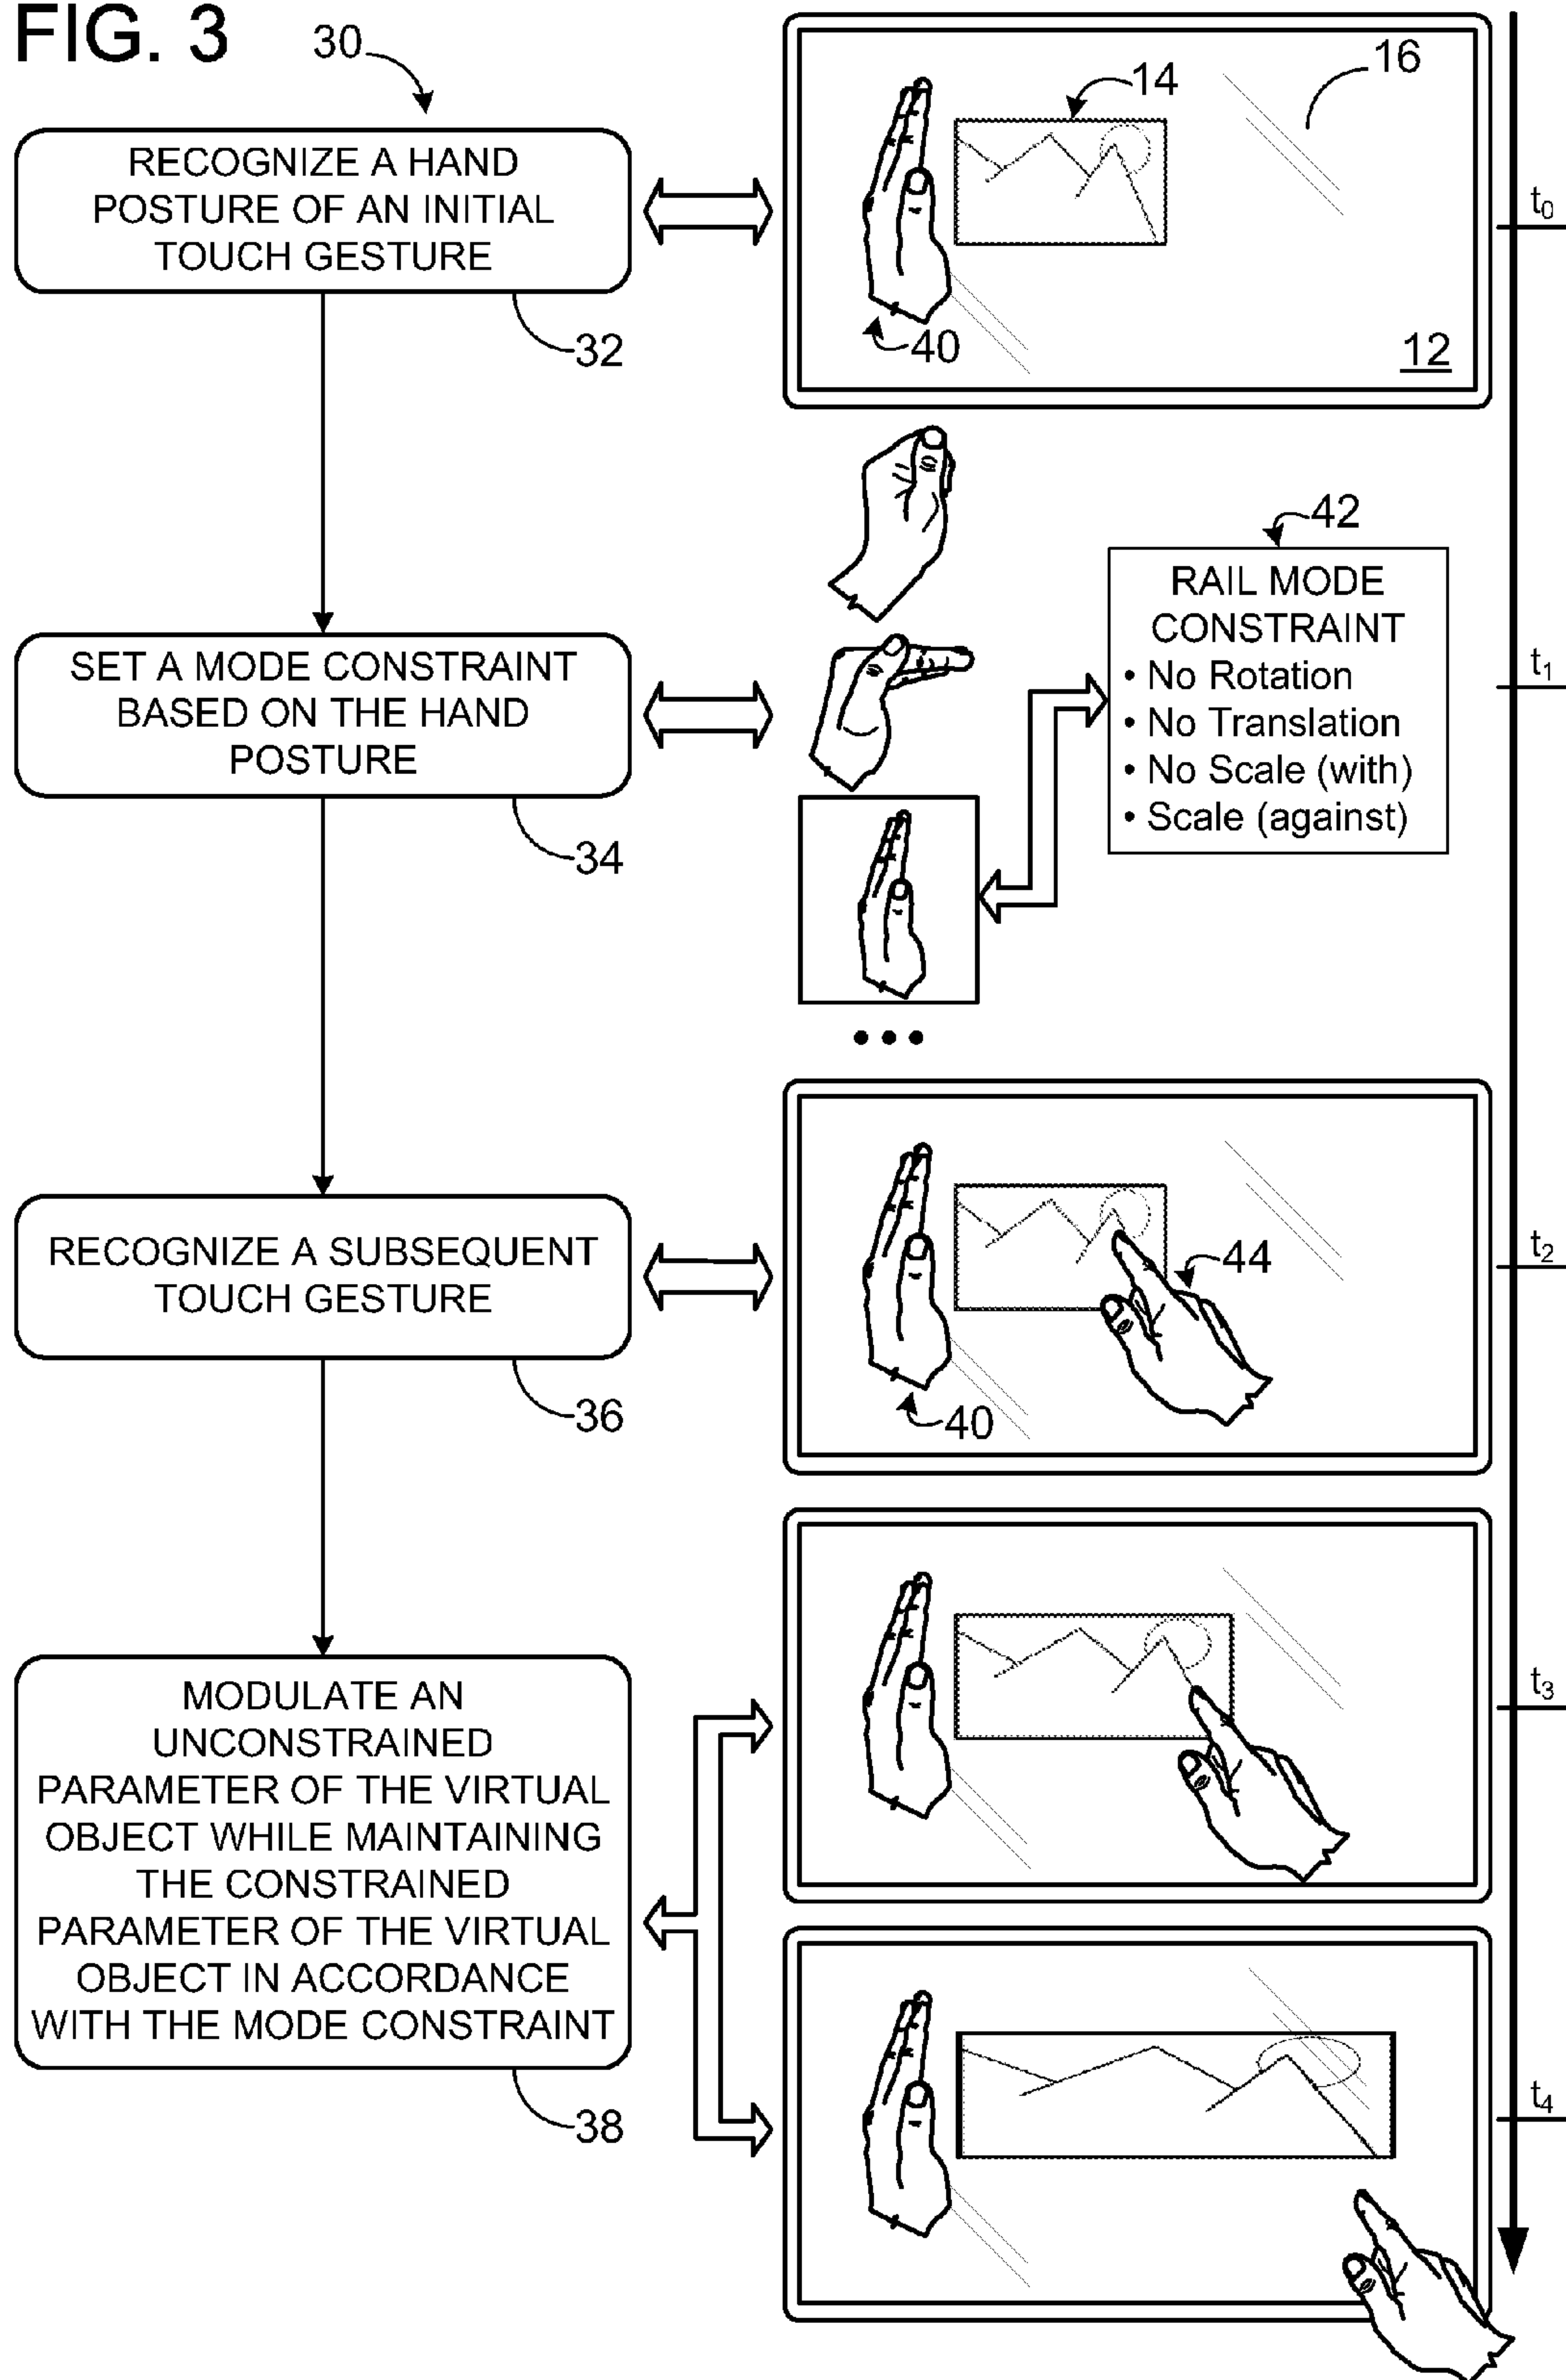 FIG. 3
30
RECOGNIZE A HAND
POSTURE OF AN INITIAL
TOUCH GESTURE
32
14
16
40
12
t0
SET A MODE CONSTRAINT
BASED ON THE HAND
POSTURE
34
42
RAIL MODE
CONSTRAINT
• No Rotation
• No Translation
• No Scale (with)
• Scale (against)
t1
•••
RECOGNIZE A SUBSEQUENT
TOUCH GESTURE
36
44
40
t2
MODULATE AN
UNCONSTRAINED
PARAMETER OF THE VIRTUAL
OBJECT WHILE MAINTAINING
THE CONSTRAINED
PARAMETER OF THE VIRTUAL
OBJECT IN ACCORDANCE
WITH THE MODE CONSTRAINT
38
t3
t4